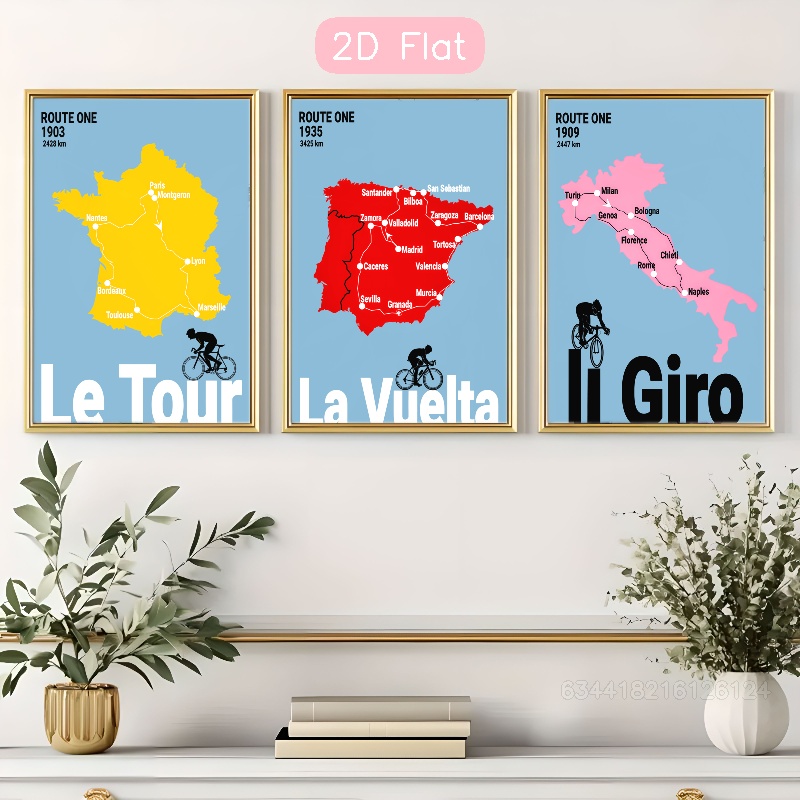 2D Flat
ROUTE ONE
1903
2428 km
Paris
Montgeron
Nantes
Lyon
Bordeaux
Toulouse
Marseille
Le Tour
ROUTE ONE
1935
3425 km
Santander
San Sebastian
Bilboa
Zamora
Valladolid
Zaragoza
Barcelona
Madrid
Tortosa
Caceres
Valencia
Sevilla
Granada
Murcia
La Vuelta
ROUTE ONE
1909
2447 km
Turin
Milan
Genoa
Bologna
Florence
Chieti
Rome
Naples
Il Giro
634418216126124